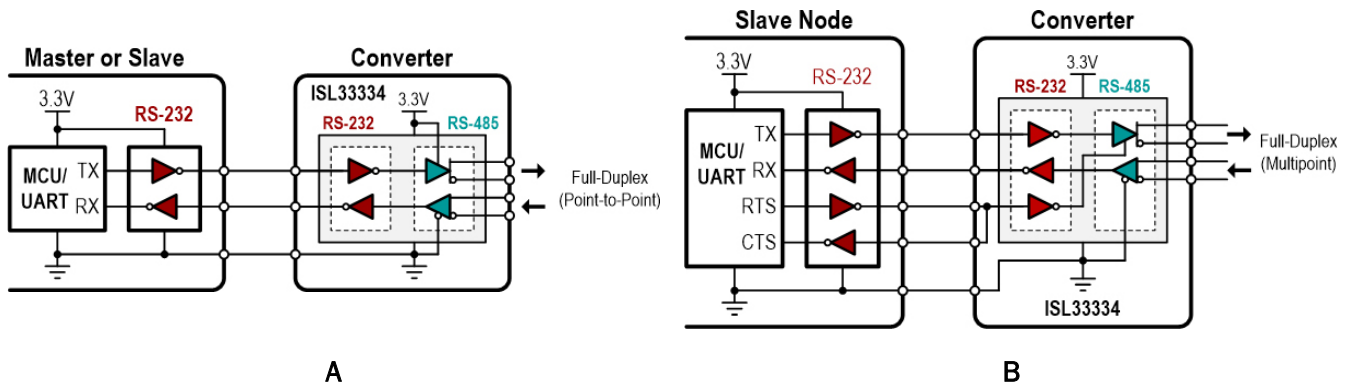 Master or Slave
Converter
3.3V
RS-232
MCU/
UART
TX
RX
ISL33334
3.3V
RS-232
RS-485
Full-Duplex
(Point-to-Point)
A
Slave Node
Converter
3.3V
RS-232
MCU/
UART
TX
RX
RTS
CTS
3.3V
RS-232
RS-485
Full-Duplex
(Multipoint)
ISL33334
B